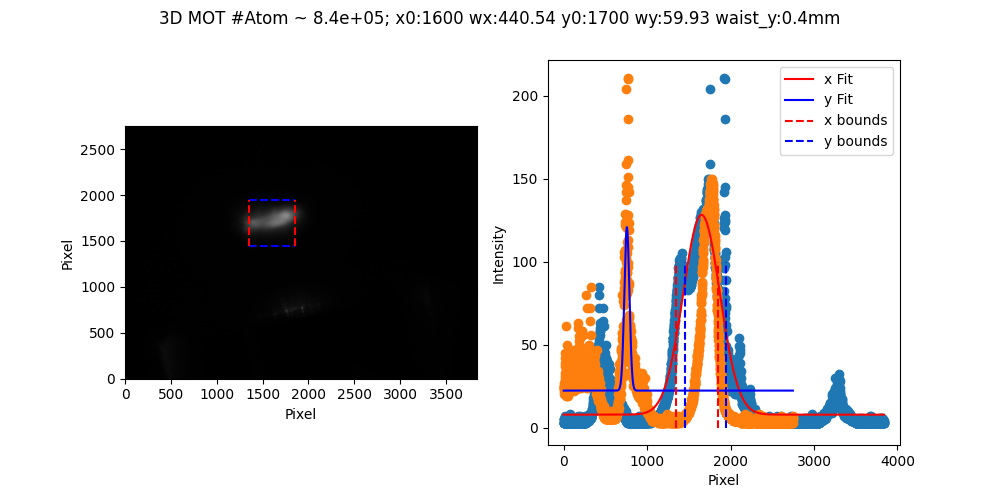 3D MOT #Atom ~ 8.4e+05; x0:1600 wx:440.54 y0:1700 wy:59.93 waist_y:0.4mm
2500
2000
1500
1000
500
0
Pixel
0 500 1000 1500 2000 2500 3000 3500
Pixel
200
150
100
50
0
Intensity
x Fit
y Fit
x bounds
y bounds
0 1000 2000 3000 4000
Pixel